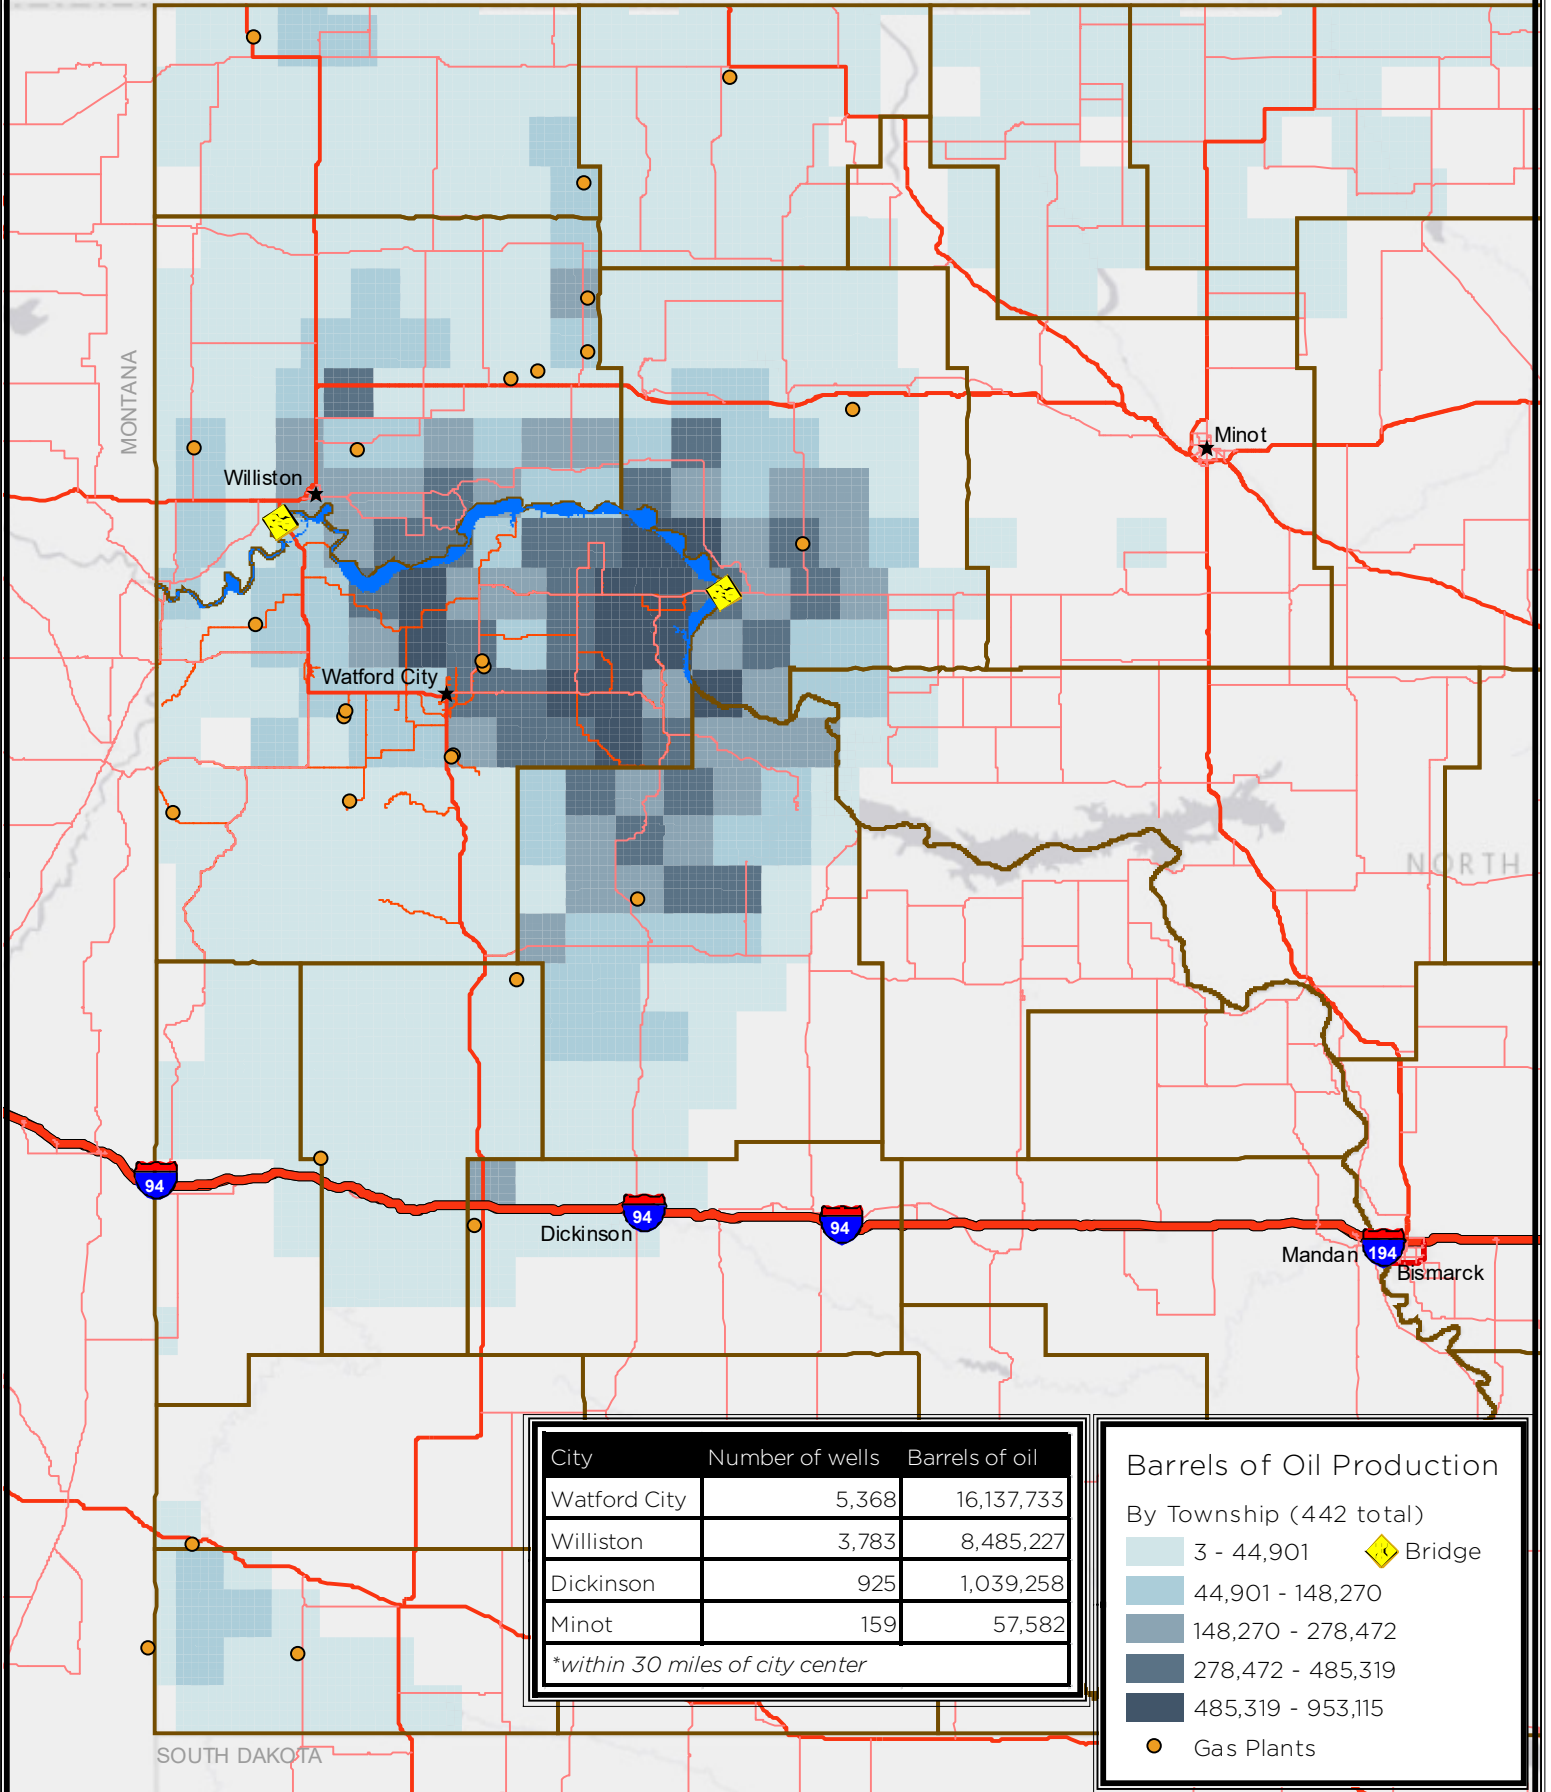 MONTANA
Minot
Williston
Watford City
NORTH
94
94
94
Dickinson
Mandan
194
Bismarck
City Number of wells Barrels of oil
Watford City 5,368 16,137,733
Williston 3,783 8,485,227
Dickinson 925 1,039,258
Minot 159 57,582
*within 30 miles of city center
Barrels of Oil Production
By Township (442 total)
3 - 44,901 Bridge
44,901 - 148,270
148,270 - 278,472
278,472 - 485,319
485,319 - 953,115
Gas Plants
SOUTH DAKOTA